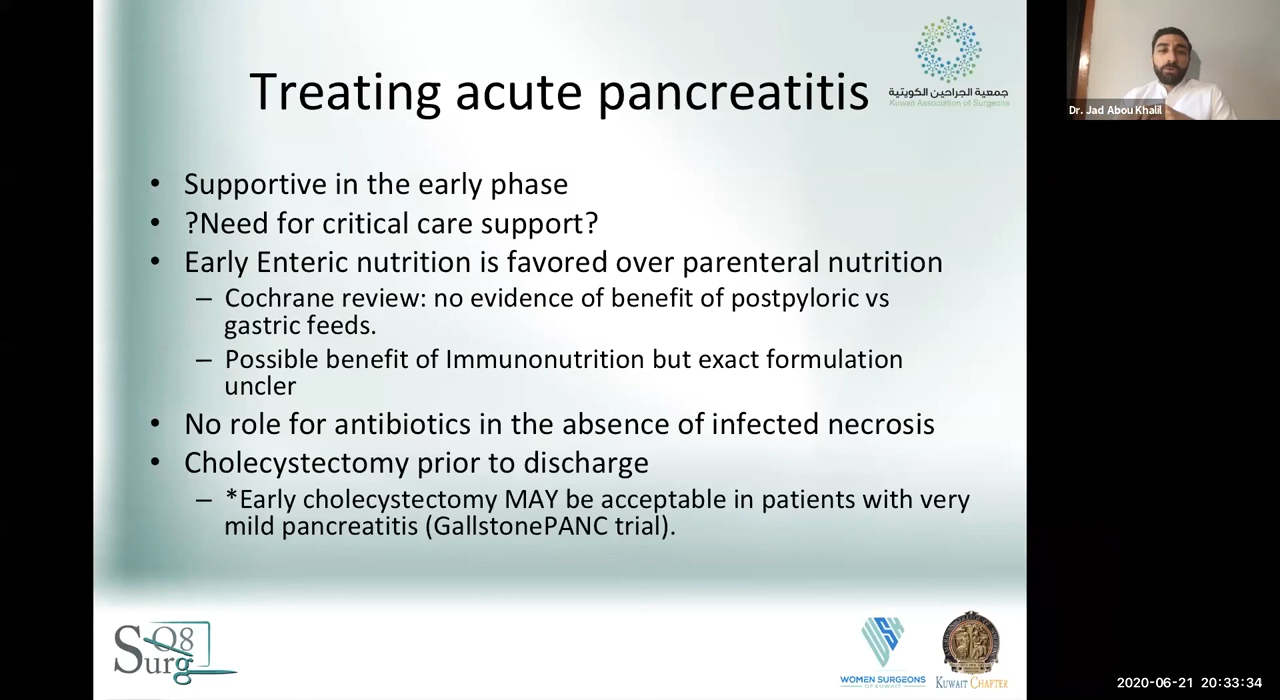 Treating acute pancreatitis
جمعية الجراحين الكويتية
Kuwait Association of Surgeons
Dr. Jad Abou Khalil
• Supportive in the early phase
• ?Need for critical care support?
• Early Enteric nutrition is favored over parenteral nutrition
– Cochrane review: no evidence of benefit of postpyloric vs
gastric feeds.
– Possible benefit of Immunonutrition but exact formulation
uncler
• No role for antibiotics in the absence of infected necrosis
• Cholecystectomy prior to discharge
– *Early cholecystectomy MAY be acceptable in patients with very
mild pancreatitis (GallstonePANC trial).
Q8
Surg
WOMEN SURGEONS
OF KUWAIT
KUWAIT CHAPTER
2020-06-21 20:33:34